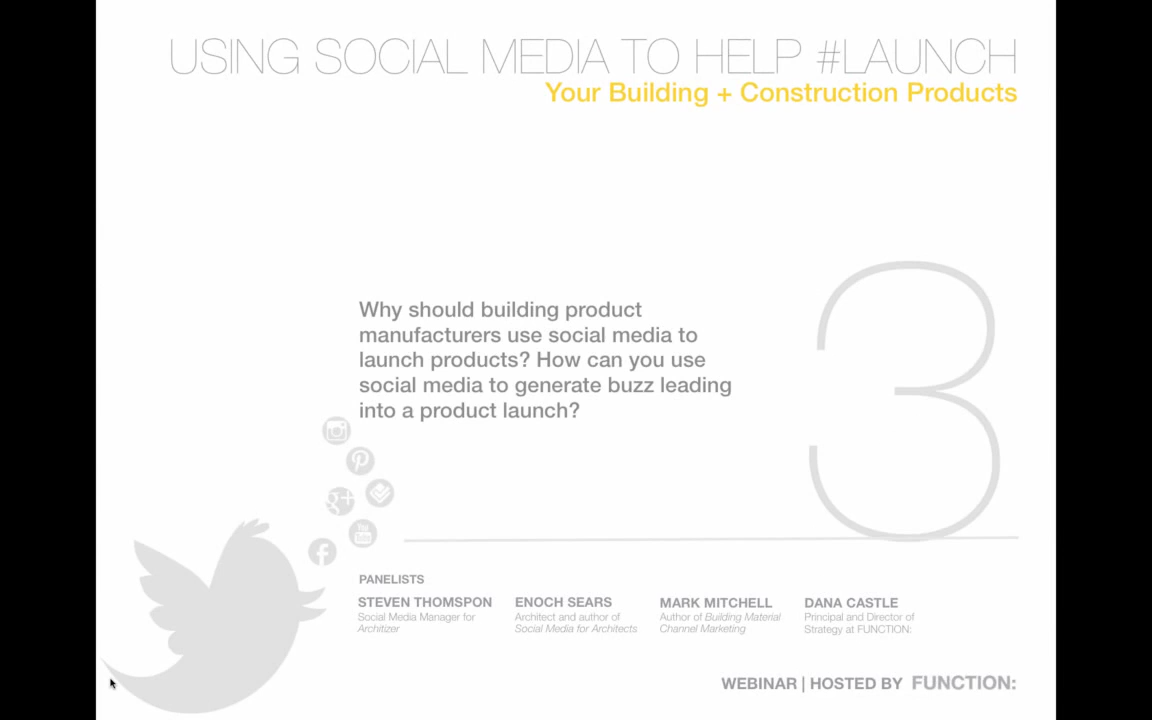 USING SOCIAL MEDIA TO HELP #LAUNCH
Your Building + Construction Products
Why should building product
manufacturers use social media to
launch products? How can you use
social media to generate buzz leading
into a product launch?
3
You
Tube
PANELISTS
STEVEN THOMSPON
Social Media Manager for
Architizer
ENOCH SEARS
Architect and author of
Social Media for Architects
MARK MITCHELL
Author of Building Material
Channel Marketing
DANA CASTLE
Principal and Director of
Strategy at FUNCTION:
WEBINAR | HOSTED BY FUNCTION: